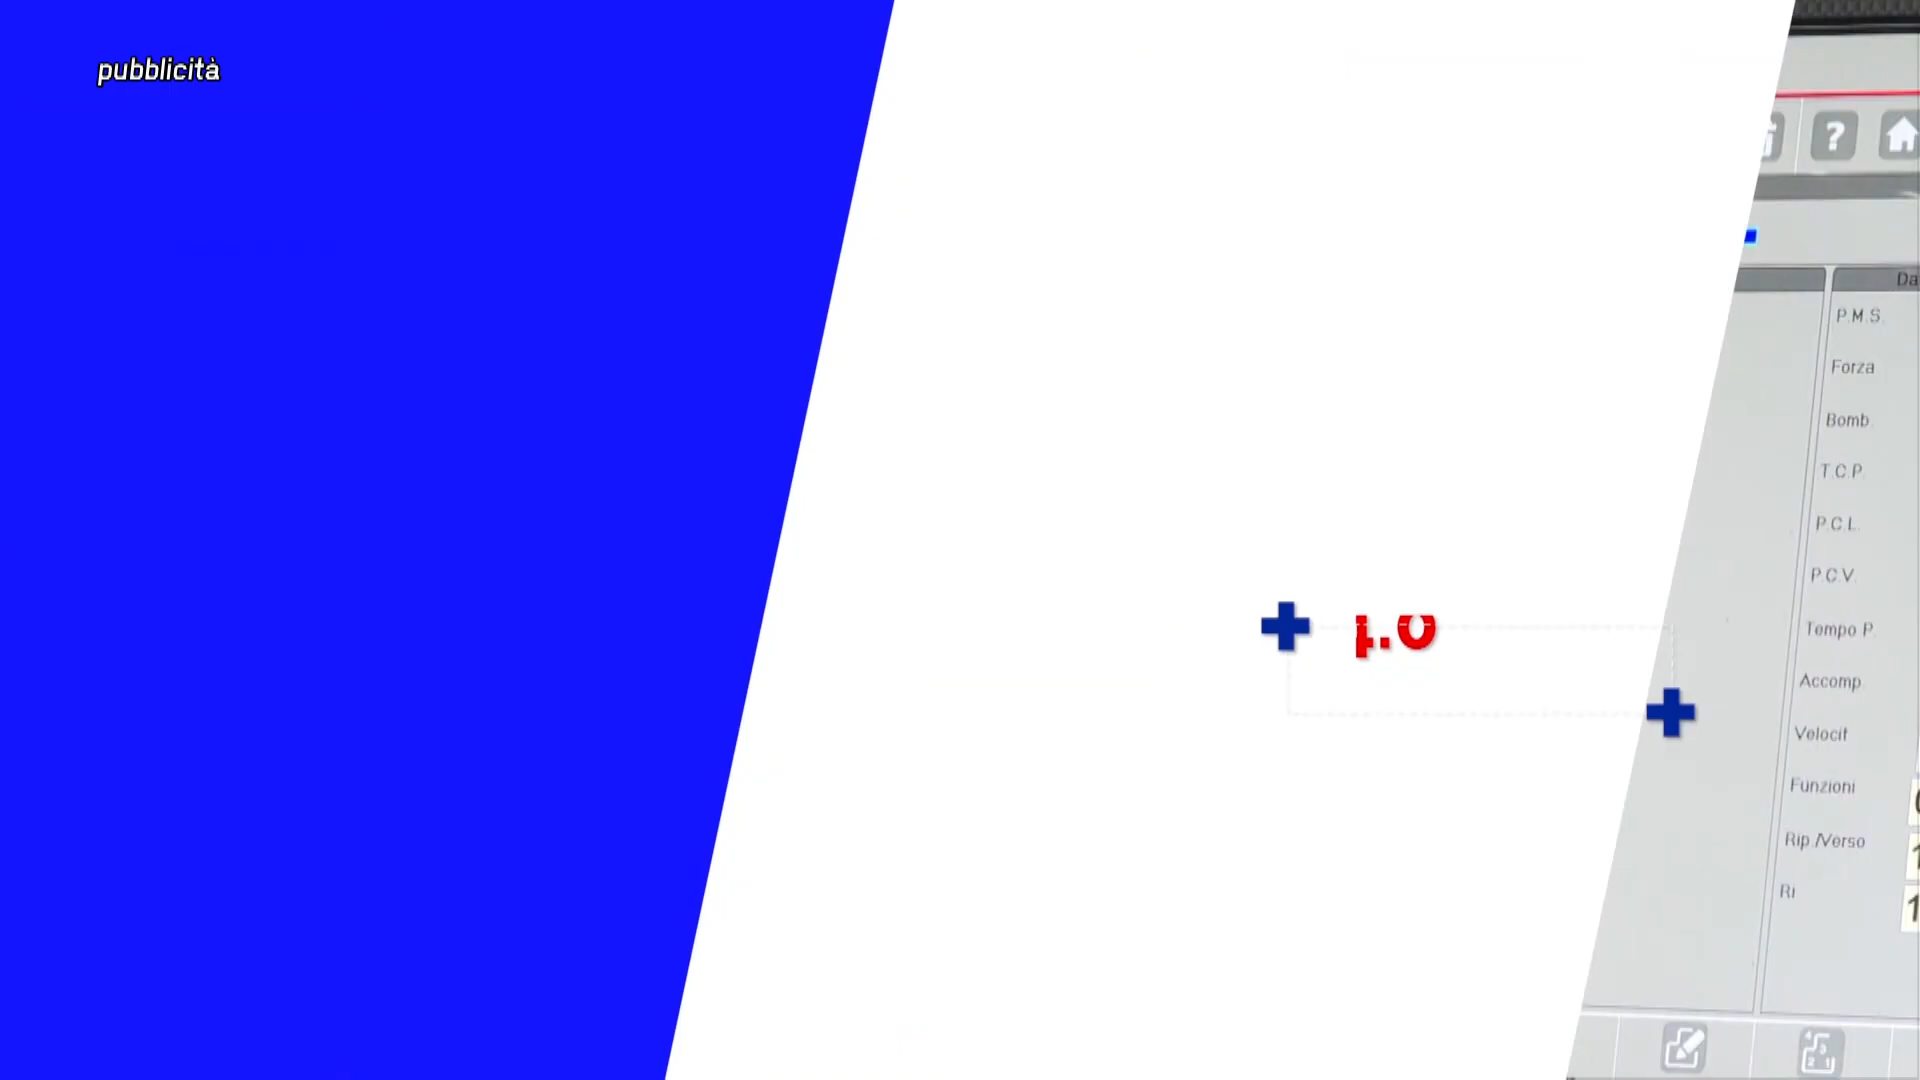 pubblicità
?
P.M.S.
Forza
Bomb.
T.C.P.
P.C.L.
P.C.V.
Tempo P.
Accomp.
Velocit
Funzioni
Rip./Verso
Ri